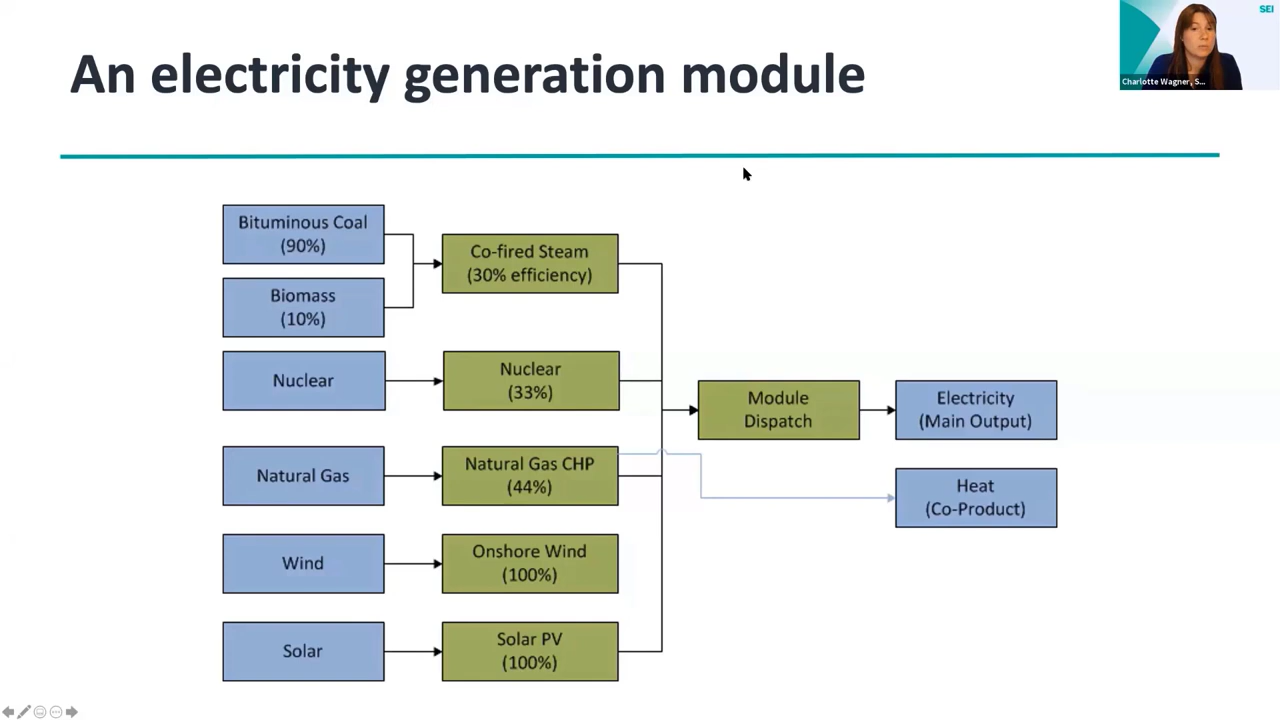 An electricity generation module
SEI
Charlotte Wagner, S...
Bituminous Coal
(90%)
Biomass
(10%)
Co-fired Steam
(30% efficiency)
Nuclear
Nuclear
(33%)
Module
Dispatch
Electricity
(Main Output)
Natural Gas
Natural Gas CHP
(44%)
Heat
(Co-Product)
Wind
Onshore Wind
(100%)
Solar
Solar PV
(100%)